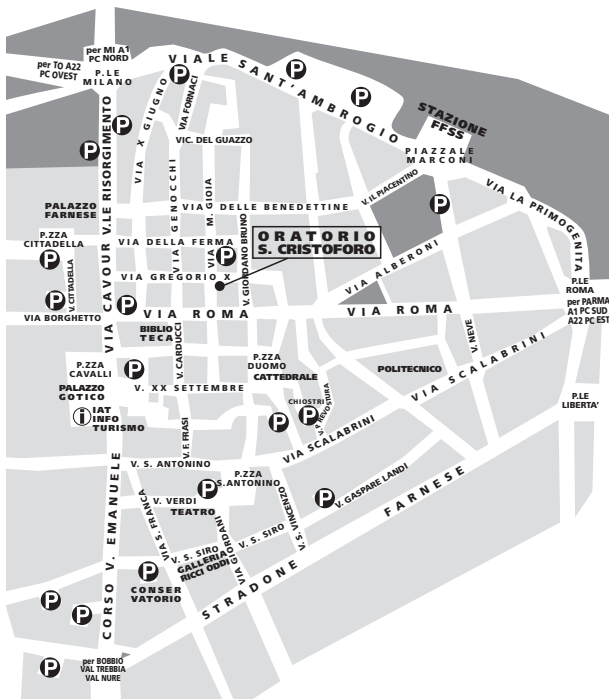 per MI A1
PC NORD
per TO A22
PC OVEST
P.LE
MILANO
VIALE SANT'AMBROGIO
P
P
P
P
P
STAZIONE
FFSS
PIAZZALE
MARCONI
VIA X GIUGNO
VIA FORNACI
VIC. DEL GUAZZO
V.LE RISORGIMENTO
VIA GENOCCHI
VIA M. GIOIA
VIA DELLE BENEDETTINE
V. IL PIACENTINO
P
VIA LA PRIMOGENITA
PALAZZO
FARNESE
P.ZZA
CITTADELLA
P
V. CITTADELLA
P
VIA CAVOUR
VIA DELLA FERMA
P
V. GIORDANO BRUNO
ORATORIO
S. CRISTOFORO
VIA GREGORIO X
VIA ALBERONI
P.LE
ROMA
per PARMA
A1 PC SUD
A22 PC EST
VIA BORGHETTO
P
VIA ROMA
VIA ROMA
BIBLIO
TECA
V. CARDUCCI
V. NEVE
P.ZZA
CAVALLI
P
P.ZZA
DUOMO
CATTEDRALE
POLITECNICO
VIA SCALABRINI
PALAZZO
GOTICO
V. XX SETTEMBRE
i
IAT
INFO
TURISMO
CHIOSTRI
P
P
V. PREVOSTURA
P.LE
LIBERTA'
V. F. FRASI
VIA SCALABRINI
V. S. ANTONINO
P.ZZA
S.ANTONINO
P
V. VERDI
TEATRO
P
V. GASPARE LANDI
CORSO V. EMANUELE
VIA S. FRANCA
V. S. VINCENZO
V. S. SIRO
V. S. SIRO
GALLERIA
RICCI ODDI
VIA GIORDANI
STRADONE FARNESE
P
CONSER
VATORIO
P
P
P
per BOBBIO
VAL TREBBIA
VAL NURE